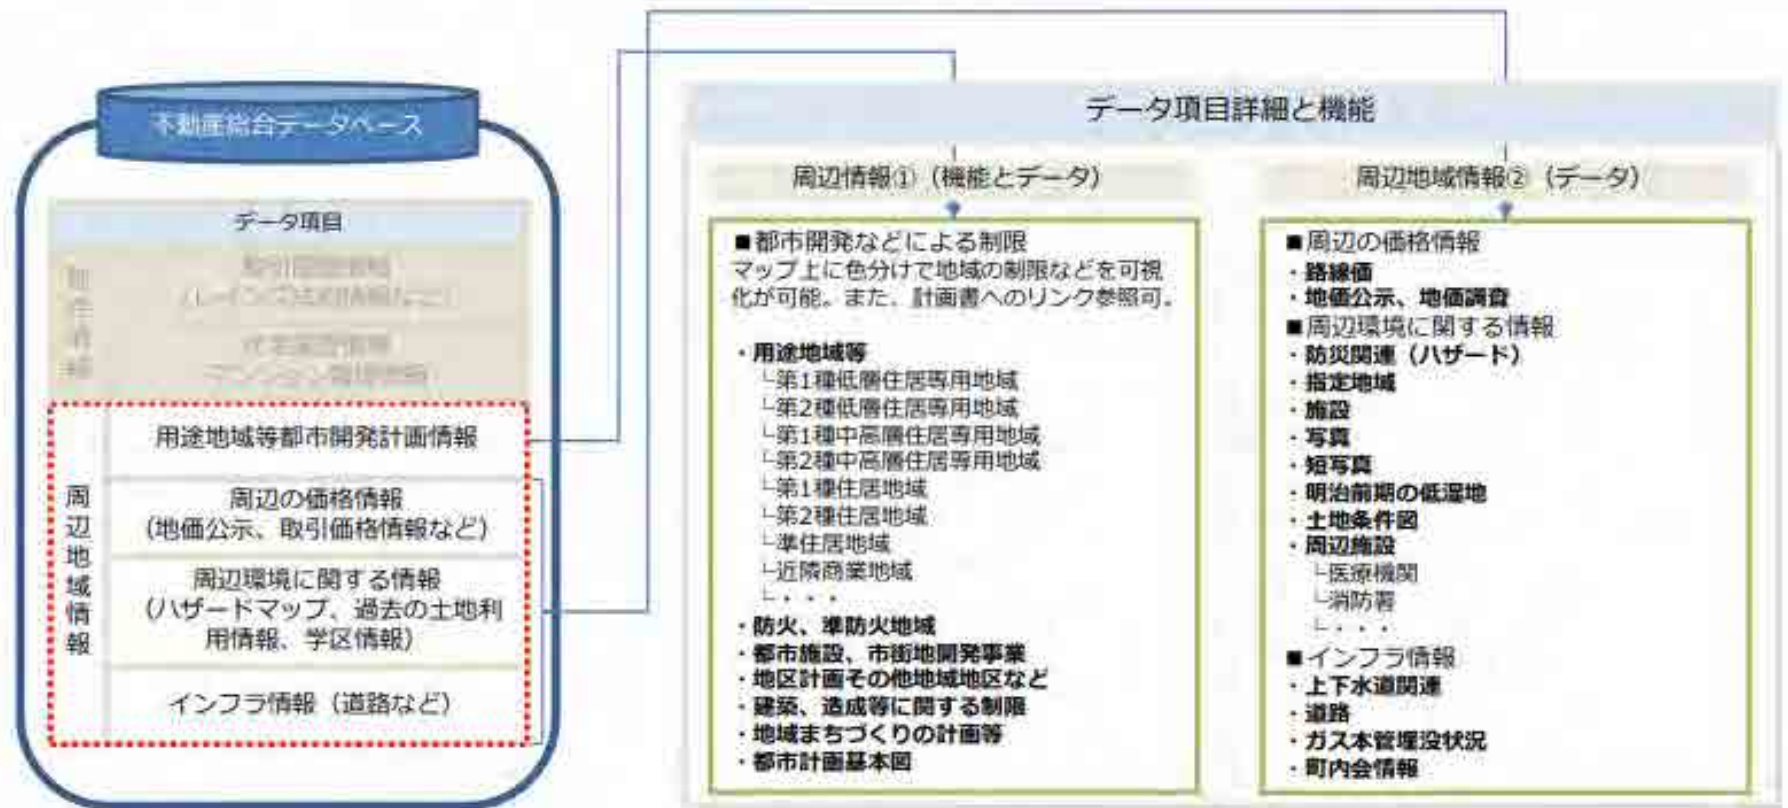 不動産総合データベース
データ項目
用途地域等都市開発計画情報
周辺地域情報
周辺の価格情報
(地価公示、取引価格情報など)
周辺環境に関する情報
(ハザードマップ、過去の土地利
用情報、学区情報)
インフラ情報(道路など)
データ項目詳細と機能
周辺情報①(機能とデータ)
■都市開発などによる制限
マップ上に色分けで地域の制限などを可視
化が可能。また、計画書へのリンク参照可。
・用途地域等
└第1種低層住居専用地域
└第2種低層住居専用地域
└第1種中高層住居専用地域
└第2種中高層住居専用地域
└第1種住居地域
└第2種住居地域
└準住居地域
└近隣商業地域
└・・・
・防火、準防火地域
・都市施設、市街地開発事業
・地区計画その他地域地区など
・建築、造成等に関する制限
・地域まちづくりの計画等
・都市計画基本図
周辺地域情報②(データ)
■周辺の価格情報
・路線価
・地価公示、地価調査
■周辺環境に関する情報
・防災関連(ハザード)
・指定地域
・施設
・写真
・短写真
・明治前期の低湿地
・土地条件図
・周辺施設
└医療機関
└消防署
└・・・
■インフラ情報
・上下水道関連
・道路
・ガス本管埋没状況
・町内会情報